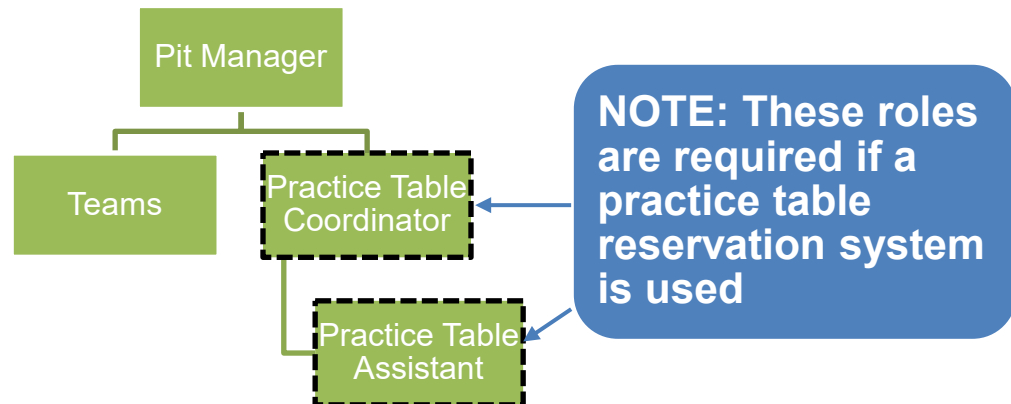 Pit Manager
Teams
Practice Table
Coordinator
Practice Table
Assistant
NOTE: These roles
are required if a
practice table
reservation system
is used